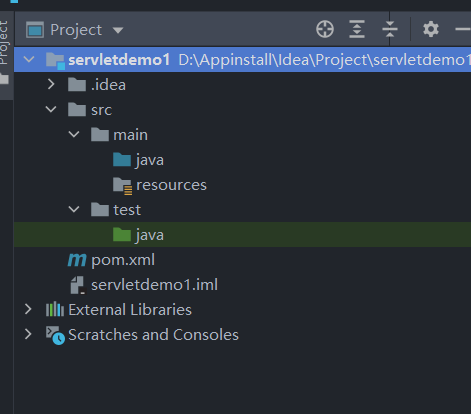 Project
Project
servletdemo1 D:\Appinstall\Idea\Project\servletdemo1
.idea
src
main
java
resources
test
java
pom.xml
servletdemo1.iml
External Libraries
Scratches and Consoles